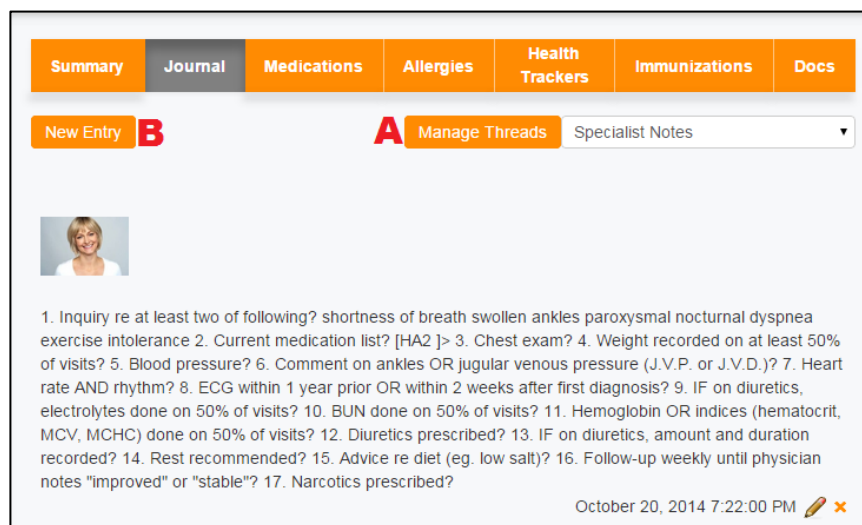 Summary Journal Medications Allergies Health Trackers Immunizations Docs
New Entry B A Manage Threads Specialist Notes
1. Inquiry re at least two of following? shortness of breath swollen ankles paroxysmal nocturnal dyspnea
exercise intolerance 2. Current medication list? [HA2 ]> 3. Chest exam? 4. Weight recorded on at least 50%
of visits? 5. Blood pressure? 6. Comment on ankles OR jugular venous pressure (J.V.P. or J.V.D.)? 7. Heart
rate AND rhythm? 8. ECG within 1 year prior OR within 2 weeks after first diagnosis? 9. IF on diuretics,
electrolytes done on 50% of visits? 10. BUN done on 50% of visits? 11. Hemoglobin OR indices (hematocrit,
MCV, MCHC) done on 50% of visits? 12. Diuretics prescribed? 13. IF on diuretics, amount and duration
recorded? 14. Rest recommended? 15. Advice re diet (eg. low salt)? 16. Follow-up weekly until physician
notes "improved" or "stable"? 17. Narcotics prescribed?
October 20, 2014 7:22:00 PM